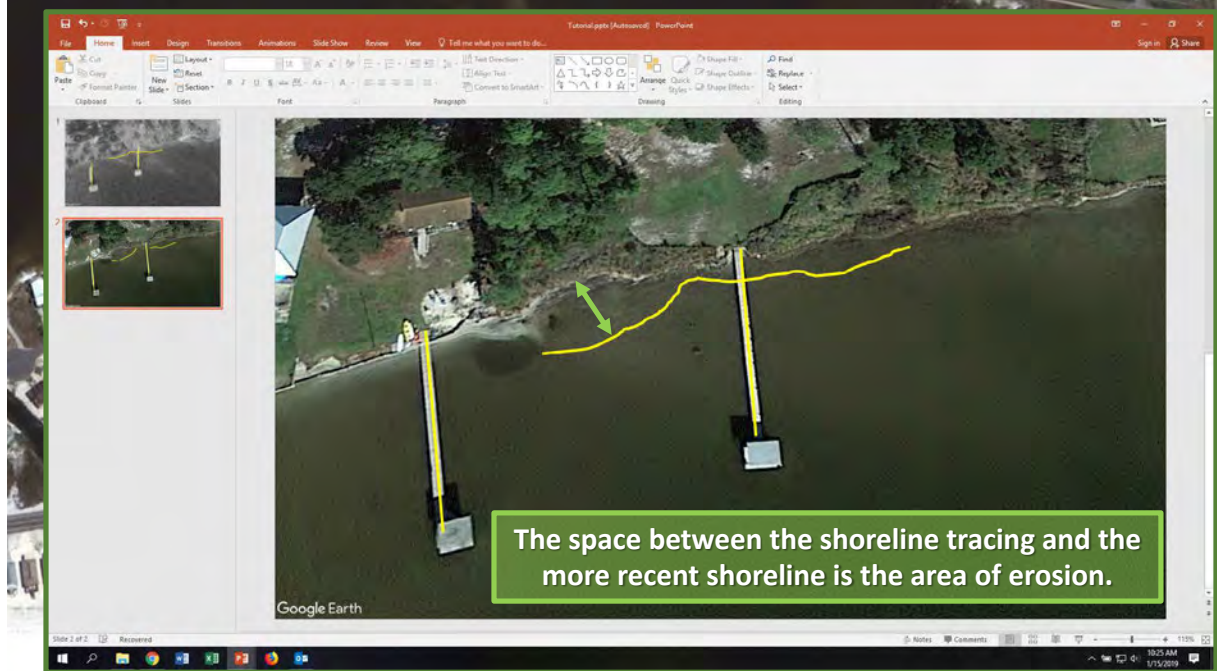 Tutorial.pptx [Autosaved] - PowerPoint
File Home Insert Design Transitions Animations Slide Show Review View Tell me what you want to do... Sign in Share
Paste
Cut
Copy
Format Painter
Clipboard
New Slide
Layout
Reset
Section
Slides
18
B I U S
Font
Text Direction
Align Text
Convert to SmartArt
Paragraph
Arrange
Quick Styles
Shape Fill
Shape Outline
Shape Effects
Drawing
Find
Replace
Select
Editing
1
2
The space between the shoreline tracing and the
more recent shoreline is the area of erosion.
Google Earth
Slide 2 of 2 Recovered Notes Comments 115%
10:25 AM
1/15/2019